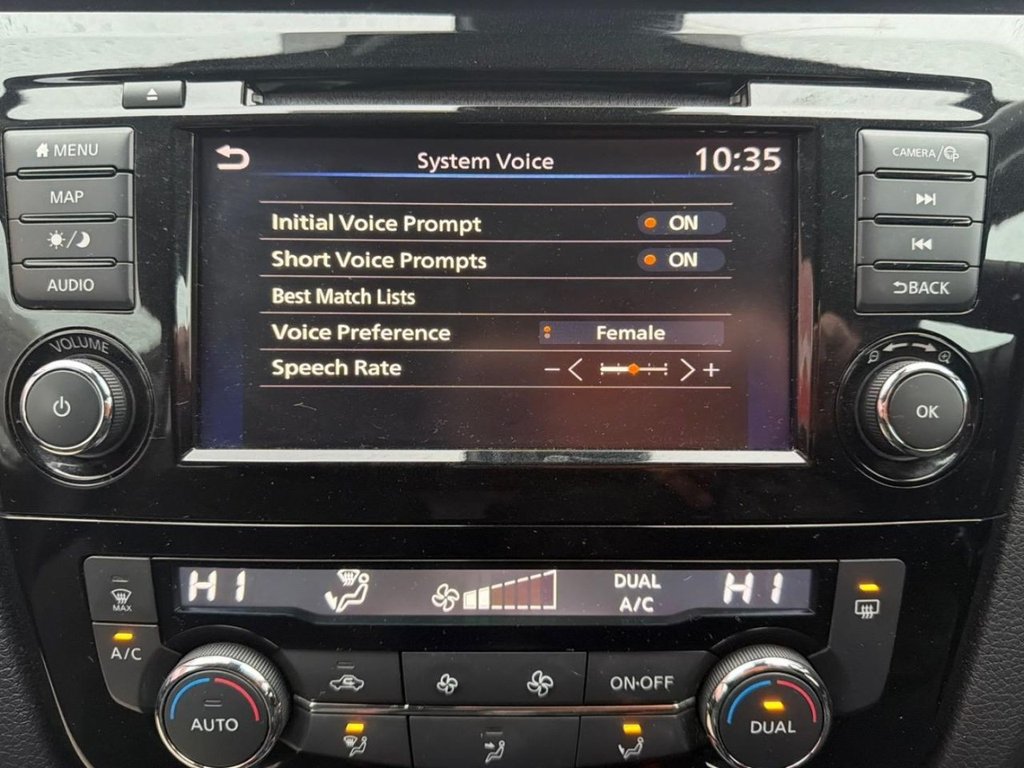 MENU
MAP
AUDIO
VOLUME
System Voice 10:35
Initial Voice Prompt ON
Short Voice Prompts ON
Best Match Lists
Voice Preference Female
Speech Rate − +
CAMERA/
BACK
OK
MAX
A/C
HI DUAL A/C HI
AUTO
ON·OFF
DUAL